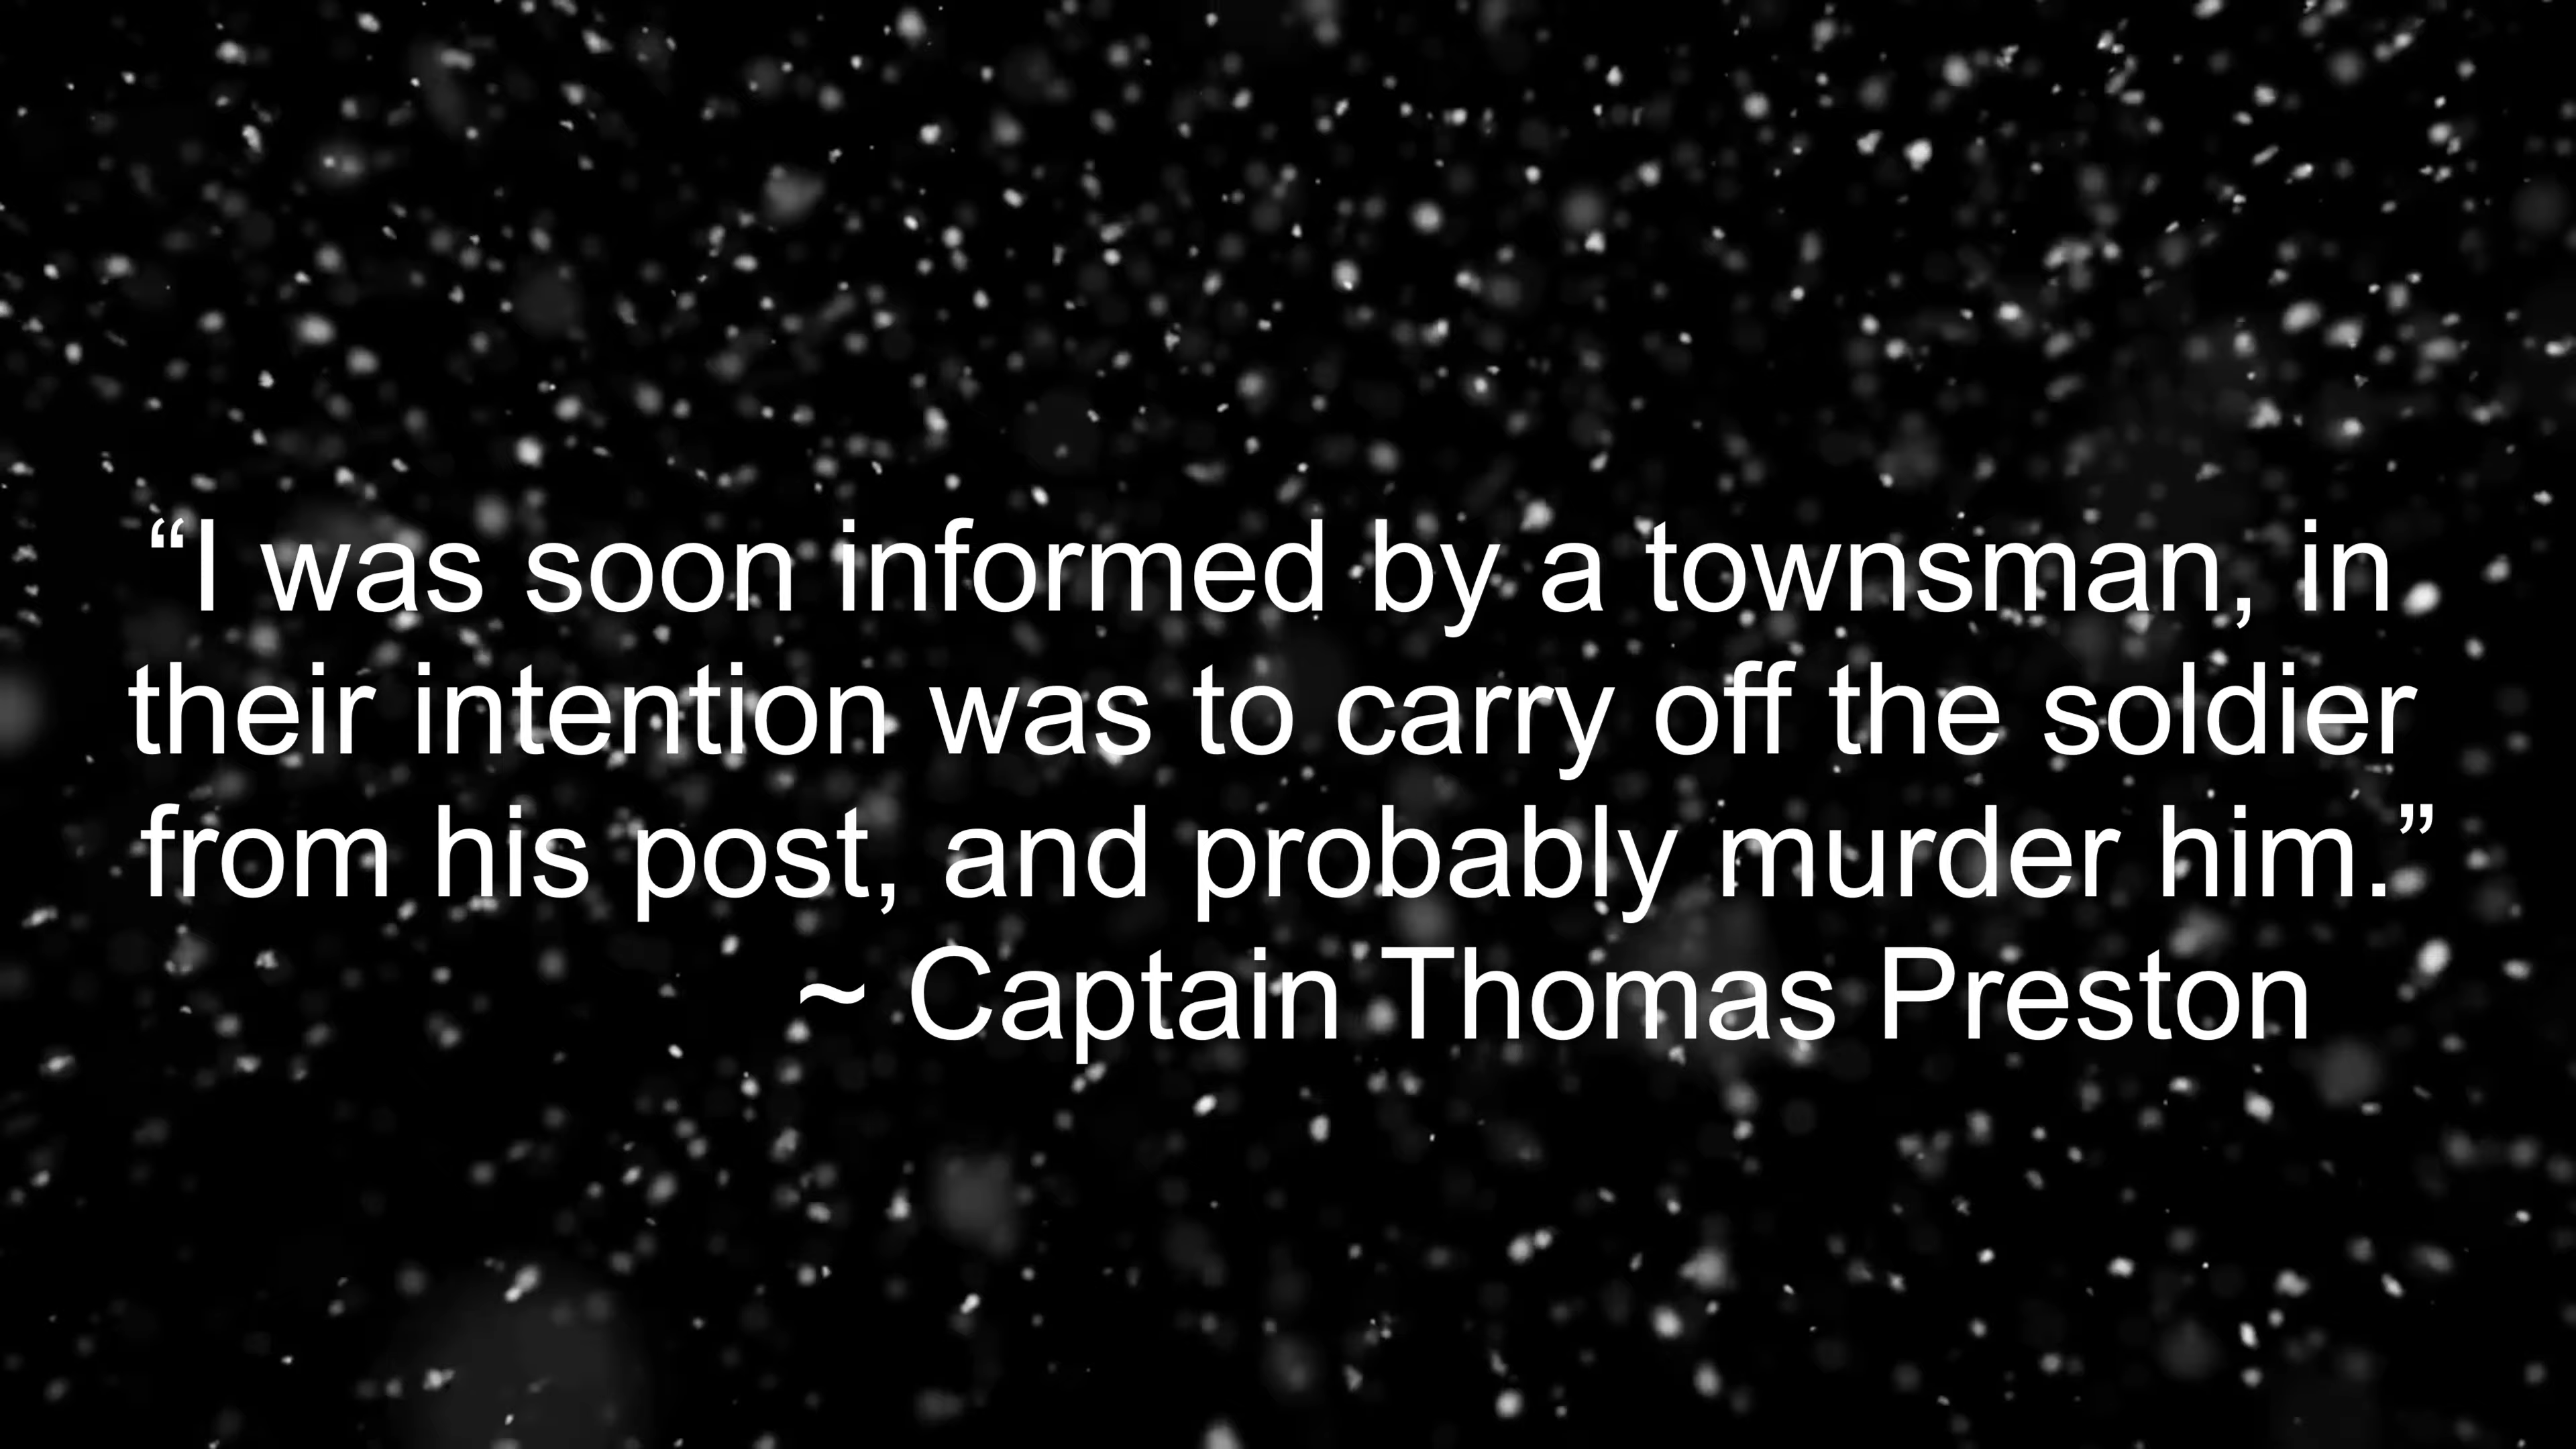 “I was soon informed by a townsman, in
their intention was to carry off the soldier
from his post, and probably murder him.”
~ Captain Thomas Preston